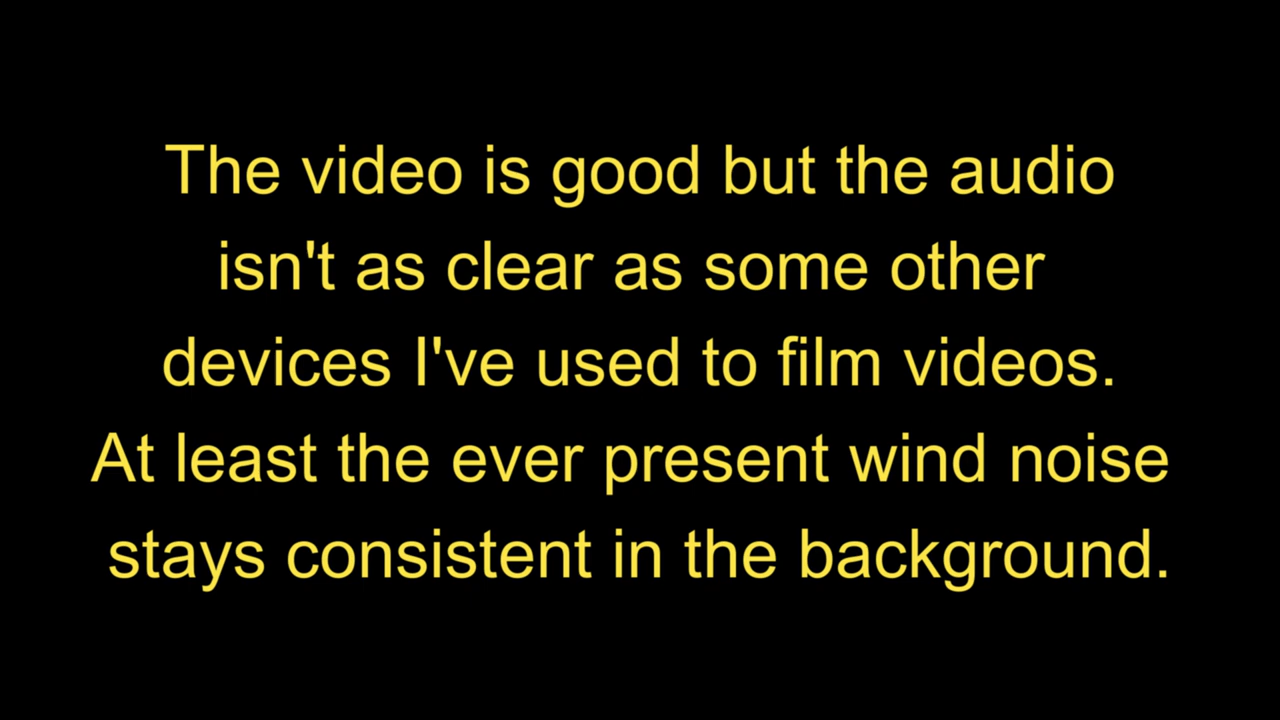 The video is good but the audio
isn't as clear as some other
devices I've used to film videos.
At least the ever present wind noise
stays consistent in the background.